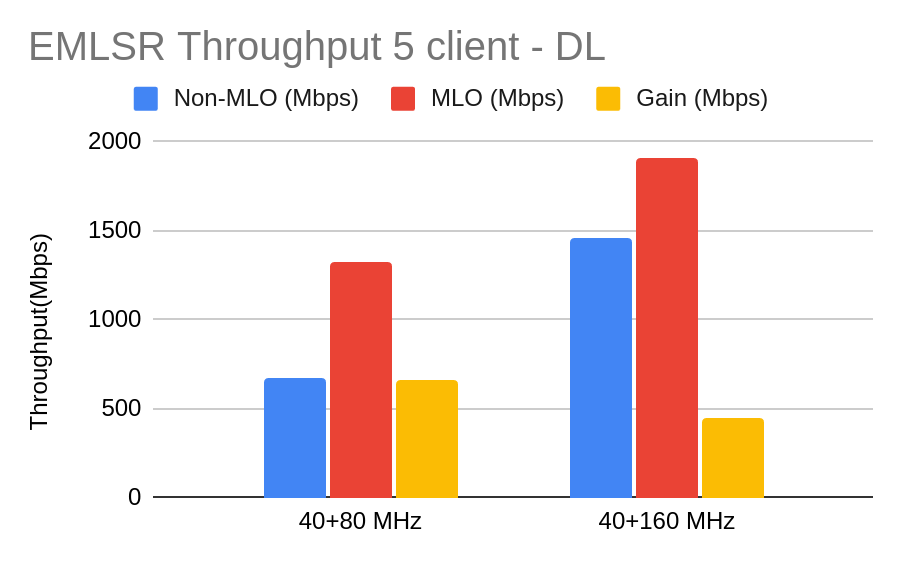 EMLSR Throughput 5 client - DL
Non-MLO (Mbps) MLO (Mbps) Gain (Mbps)
Throughput(Mbps)
2000
1500
1000
500
0
40+80 MHz 40+160 MHz